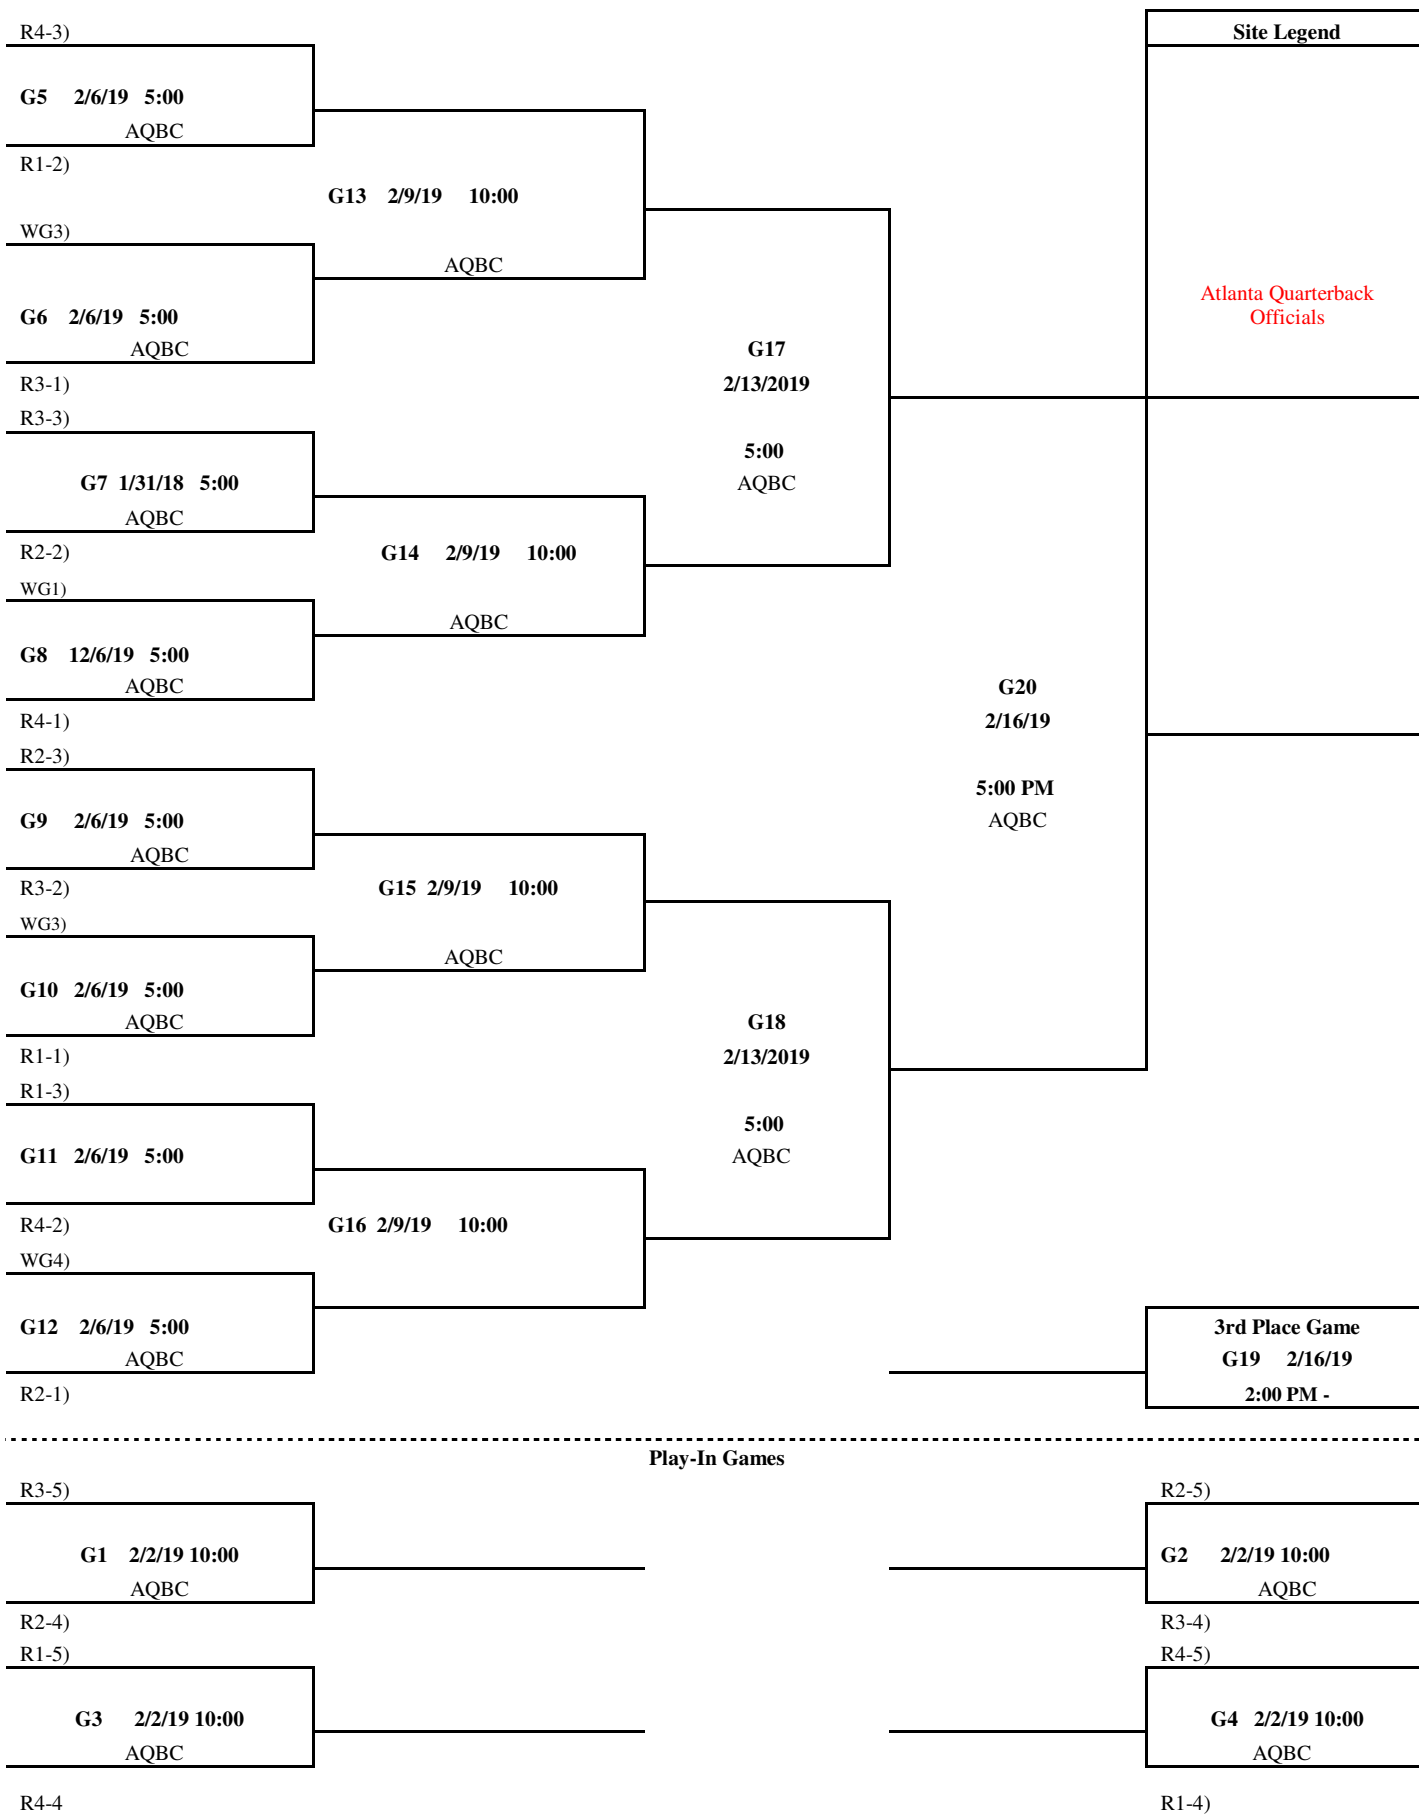 R4-3)
Site Legend
G5 2/6/19 5:00
AQBC
R1-2)
G13 2/9/19 10:00
WG3)
AQBC
Atlanta Quarterback
Officials
G6 2/6/19 5:00
AQBC
G17
R3-1)
2/13/2019
R3-3)
5:00
G7 1/31/18 5:00
AQBC
AQBC
R2-2)
G14 2/9/19 10:00
WG1)
AQBC
G8 12/6/19 5:00
AQBC
G20
R4-1)
2/16/19
R2-3)
5:00 PM
G9 2/6/19 5:00
AQBC
AQBC
R3-2)
G15 2/9/19 10:00
WG3)
AQBC
G10 2/6/19 5:00
AQBC
G18
R1-1)
2/13/2019
R1-3)
5:00
G11 2/6/19 5:00
AQBC
R4-2)
G16 2/9/19 10:00
WG4)
G12 2/6/19 5:00
3rd Place Game
AQBC
G19 2/16/19
R2-1)
2:00 PM -
Play-In Games
R3-5)
R2-5)
G1 2/2/19 10:00
G2 2/2/19 10:00
AQBC
AQBC
R2-4)
R3-4)
R1-5)
R4-5)
G3 2/2/19 10:00
G4 2/2/19 10:00
AQBC
AQBC
R4-4
R1-4)